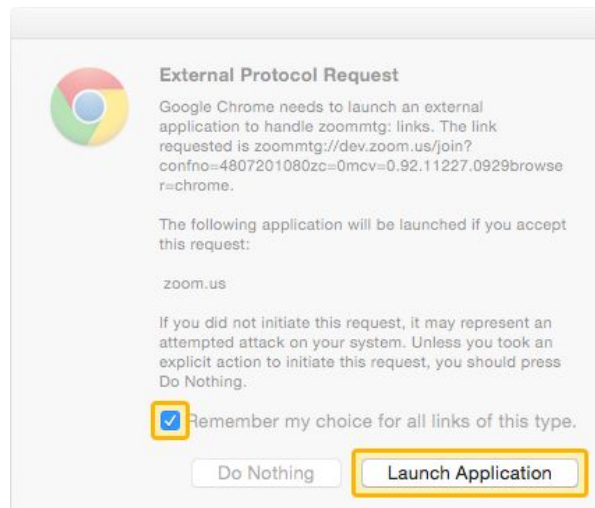 External Protocol Request
Google Chrome needs to launch an external
application to handle zoommtg: links. The link
requested is zoommtg://dev.zoom.us/join?
confno=4807201080zc=0mcv=0.92.11227.0929browse
r=chrome.
The following application will be launched if you accept
this request:
zoom.us
If you did not initiate this request, it may represent an
attempted attack on your system. Unless you took an
explicit action to initiate this request, you should press
Do Nothing.
Remember my choice for all links of this type.
Do Nothing Launch Application